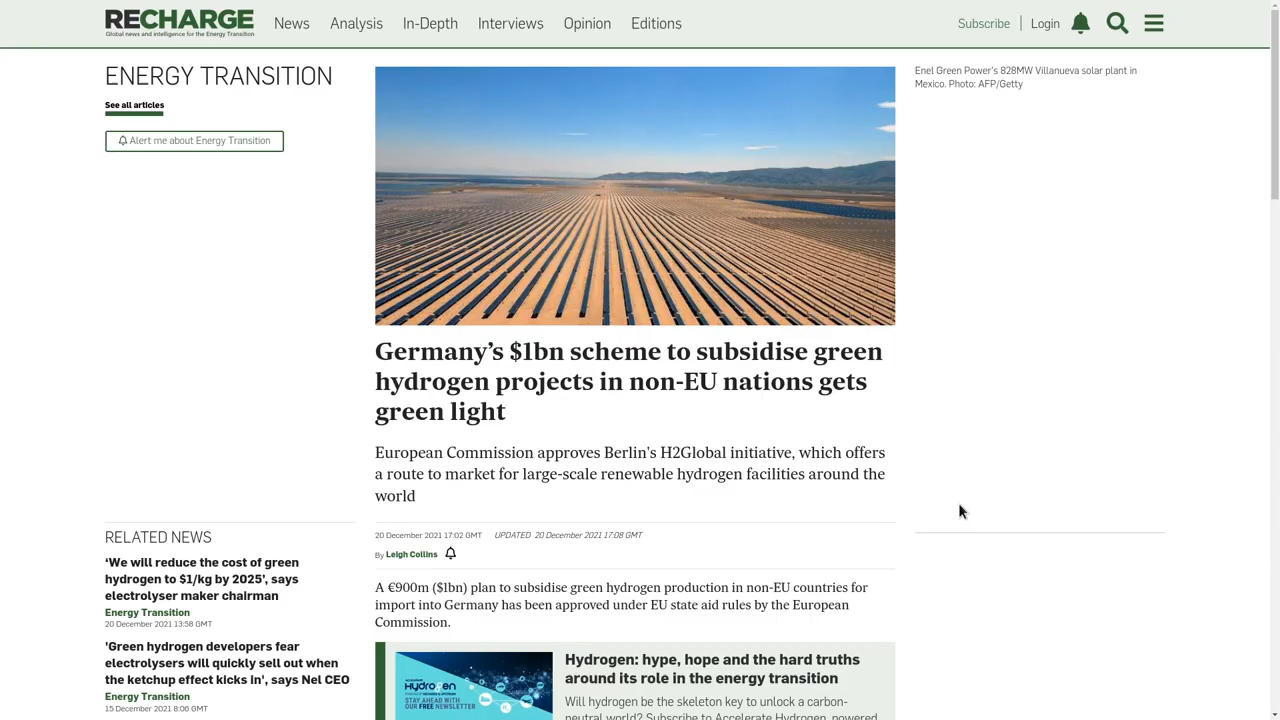 RECHARGE
Global news and intelligence for the Energy Transition
News
Analysis
In-Depth
Interviews
Opinion
Editions
Subscribe
Login
ENERGY TRANSITION
See all articles
Alert me about Energy Transition
Enel Green Power's 828MW Villanueva solar plant in
Mexico. Photo: AFP/Getty
Germany’s $1bn scheme to subsidise green
hydrogen projects in non-EU nations gets
green light
European Commission approves Berlin's H2Global initiative, which offers
a route to market for large-scale renewable hydrogen facilities around the
world
20 December 2021 17:02 GMT UPDATED 20 December 2021 17:08 GMT
By Leigh Collins
A €900m ($1bn) plan to subsidise green hydrogen production in non-EU countries for
import into Germany has been approved under EU state aid rules by the European
Commission.
Hydrogen
STAY AHEAD WITH
OUR FREE NEWSLETTER
Hydrogen: hype, hope and the hard truths
around its role in the energy transition
Will hydrogen be the skeleton key to unlock a carbon-
neutral world? Subscribe to Accelerate Hydrogen, powered
RELATED NEWS
‘We will reduce the cost of green
hydrogen to $1/kg by 2025’, says
electrolyser maker chairman
Energy Transition
20 December 2021 13:58 GMT
'Green hydrogen developers fear
electrolysers will quickly sell out when
the ketchup effect kicks in', says Nel CEO
Energy Transition
15 December 2021 8:06 GMT